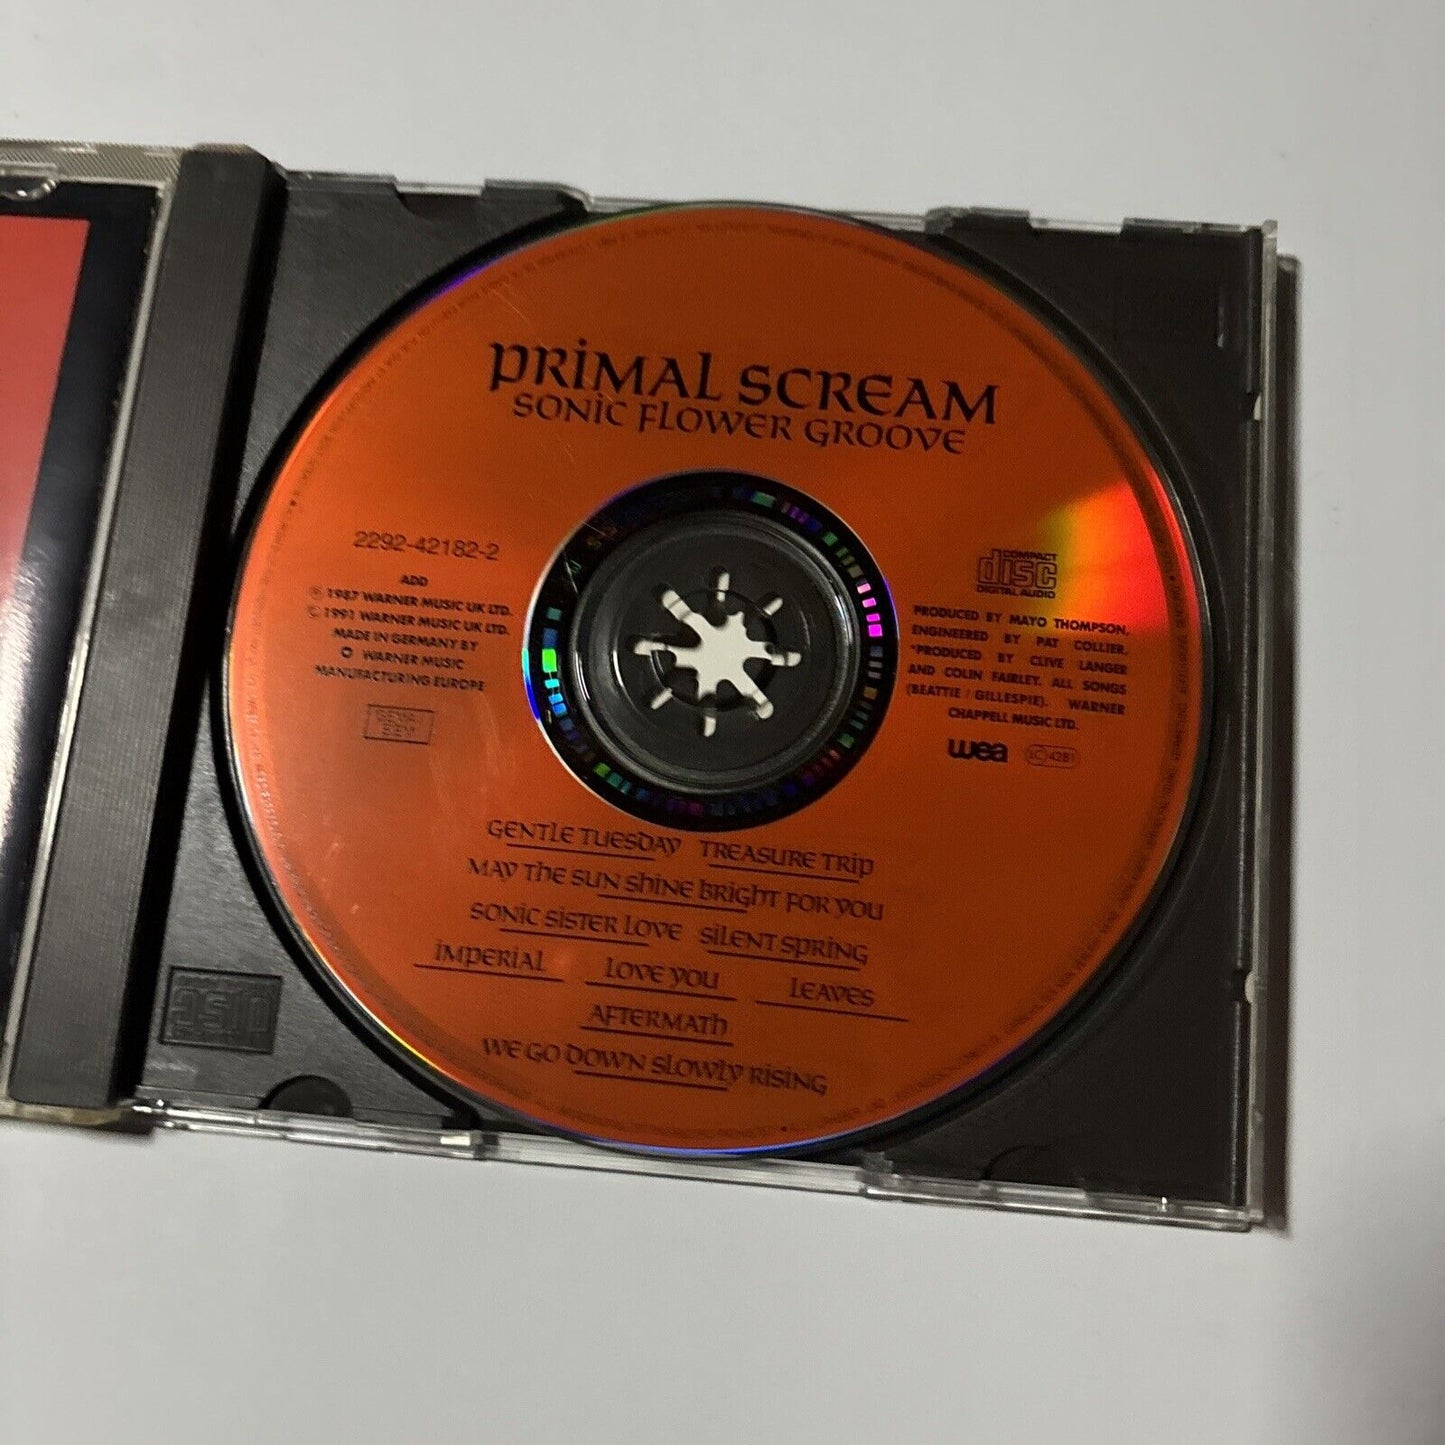 PRIMAL SCREAM
SONIC FLOWER GROOVE
2292-42182-2
ADD
Ⓟ 1987 WARNER MUSIC UK LTD.
© 1991 WARNER MUSIC UK LTD.
MADE IN GERMANY BY
WARNER MUSIC
MANUFACTURING EUROPE
GEMA
BIEM
COMPACT
disc
DIGITAL AUDIO
PRODUCED BY MAYO THOMPSON,
ENGINEERED BY PAT COLLIER,
*PRODUCED BY CLIVE LANGER
AND COLIN FAIRLEY. ALL SONGS
(BEATTIE / GILLESPIE). WARNER
CHAPPELL MUSIC LTD.
wea
LC 4281
GENTLE TUESDAY TREASURE TRIP
MAY THE SUN SHINE BRIGHT FOR YOU
SONIC SISTER LOVE SILENT SPRING
IMPERIAL LOVE YOU LEAVES
AFTERMATH
WE GO DOWN SLOWLY RISING
disc